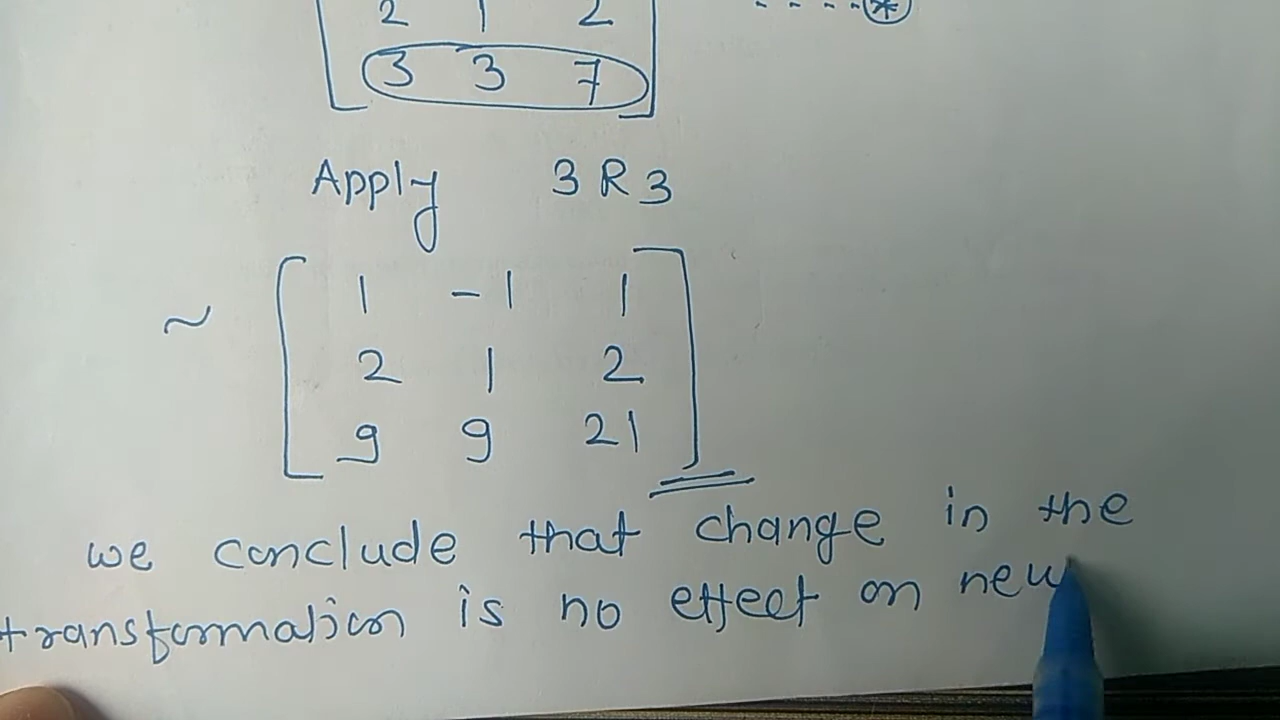 2 1 2 ....*
3 3 7
Apply 3R3
~ 1 -1 1
2 1 2
9 9 21
we conclude that change in the
transformation is no effect on new